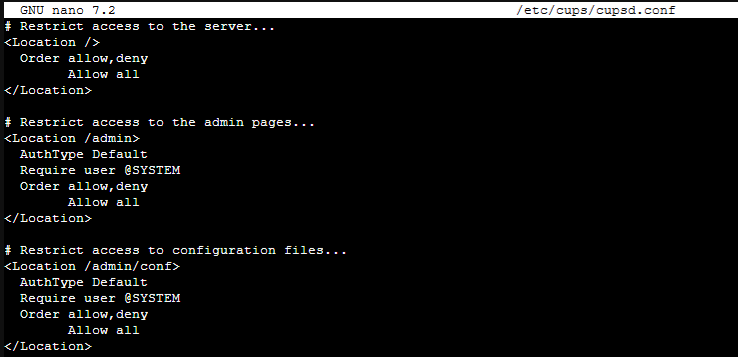 GNU nano 7.2 /etc/cups/cupsd.conf
# Restrict access to the server...
<Location />
  Order allow,deny
        Allow all
</Location>

# Restrict access to the admin pages...
<Location /admin>
  AuthType Default
  Require user @SYSTEM
  Order allow,deny
        Allow all
</Location>

# Restrict access to configuration files...
<Location /admin/conf>
  AuthType Default
  Require user @SYSTEM
  Order allow,deny
        Allow all
</Location>